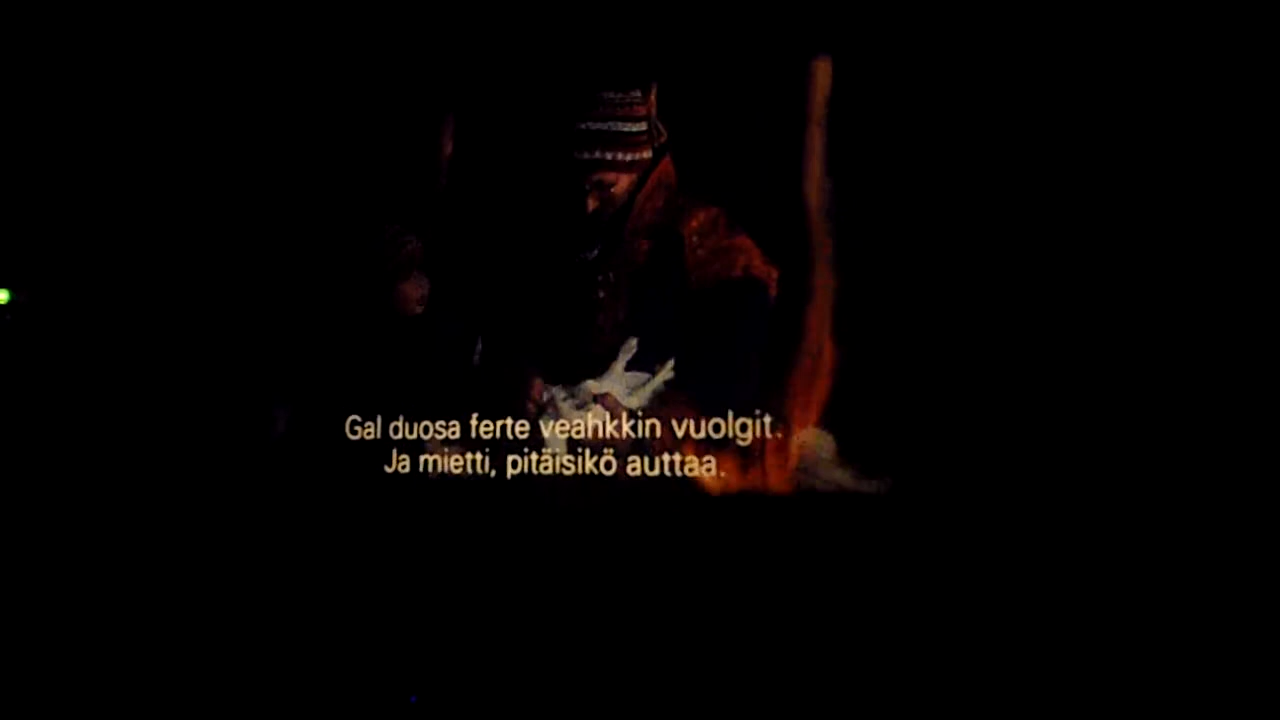 Gal duosa ferte veahkkin vuolgit.
Ja mietti, pitäisikö auttaa.